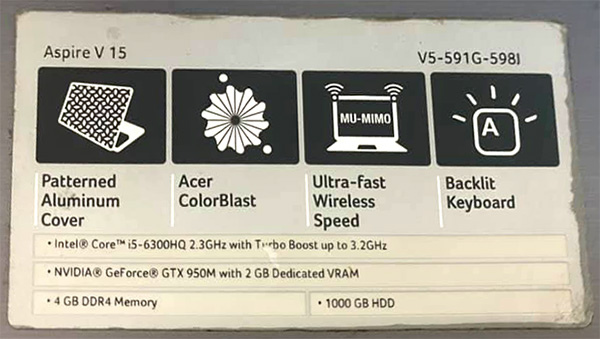 Aspire V 15
V5-591G-598J
MU-MIMO
A
Patterned
Aluminum
Cover
Acer
ColorBlast
Ultra-fast
Wireless
Speed
Backlit
Keyboard
• Intel® Core™ i5-6300HQ 2.3GHz with Turbo Boost up to 3.2GHz
• NVIDIA® GeForce® GTX 950M with 2 GB Dedicated VRAM
• 4 GB DDR4 Memory
• 1000 GB HDD